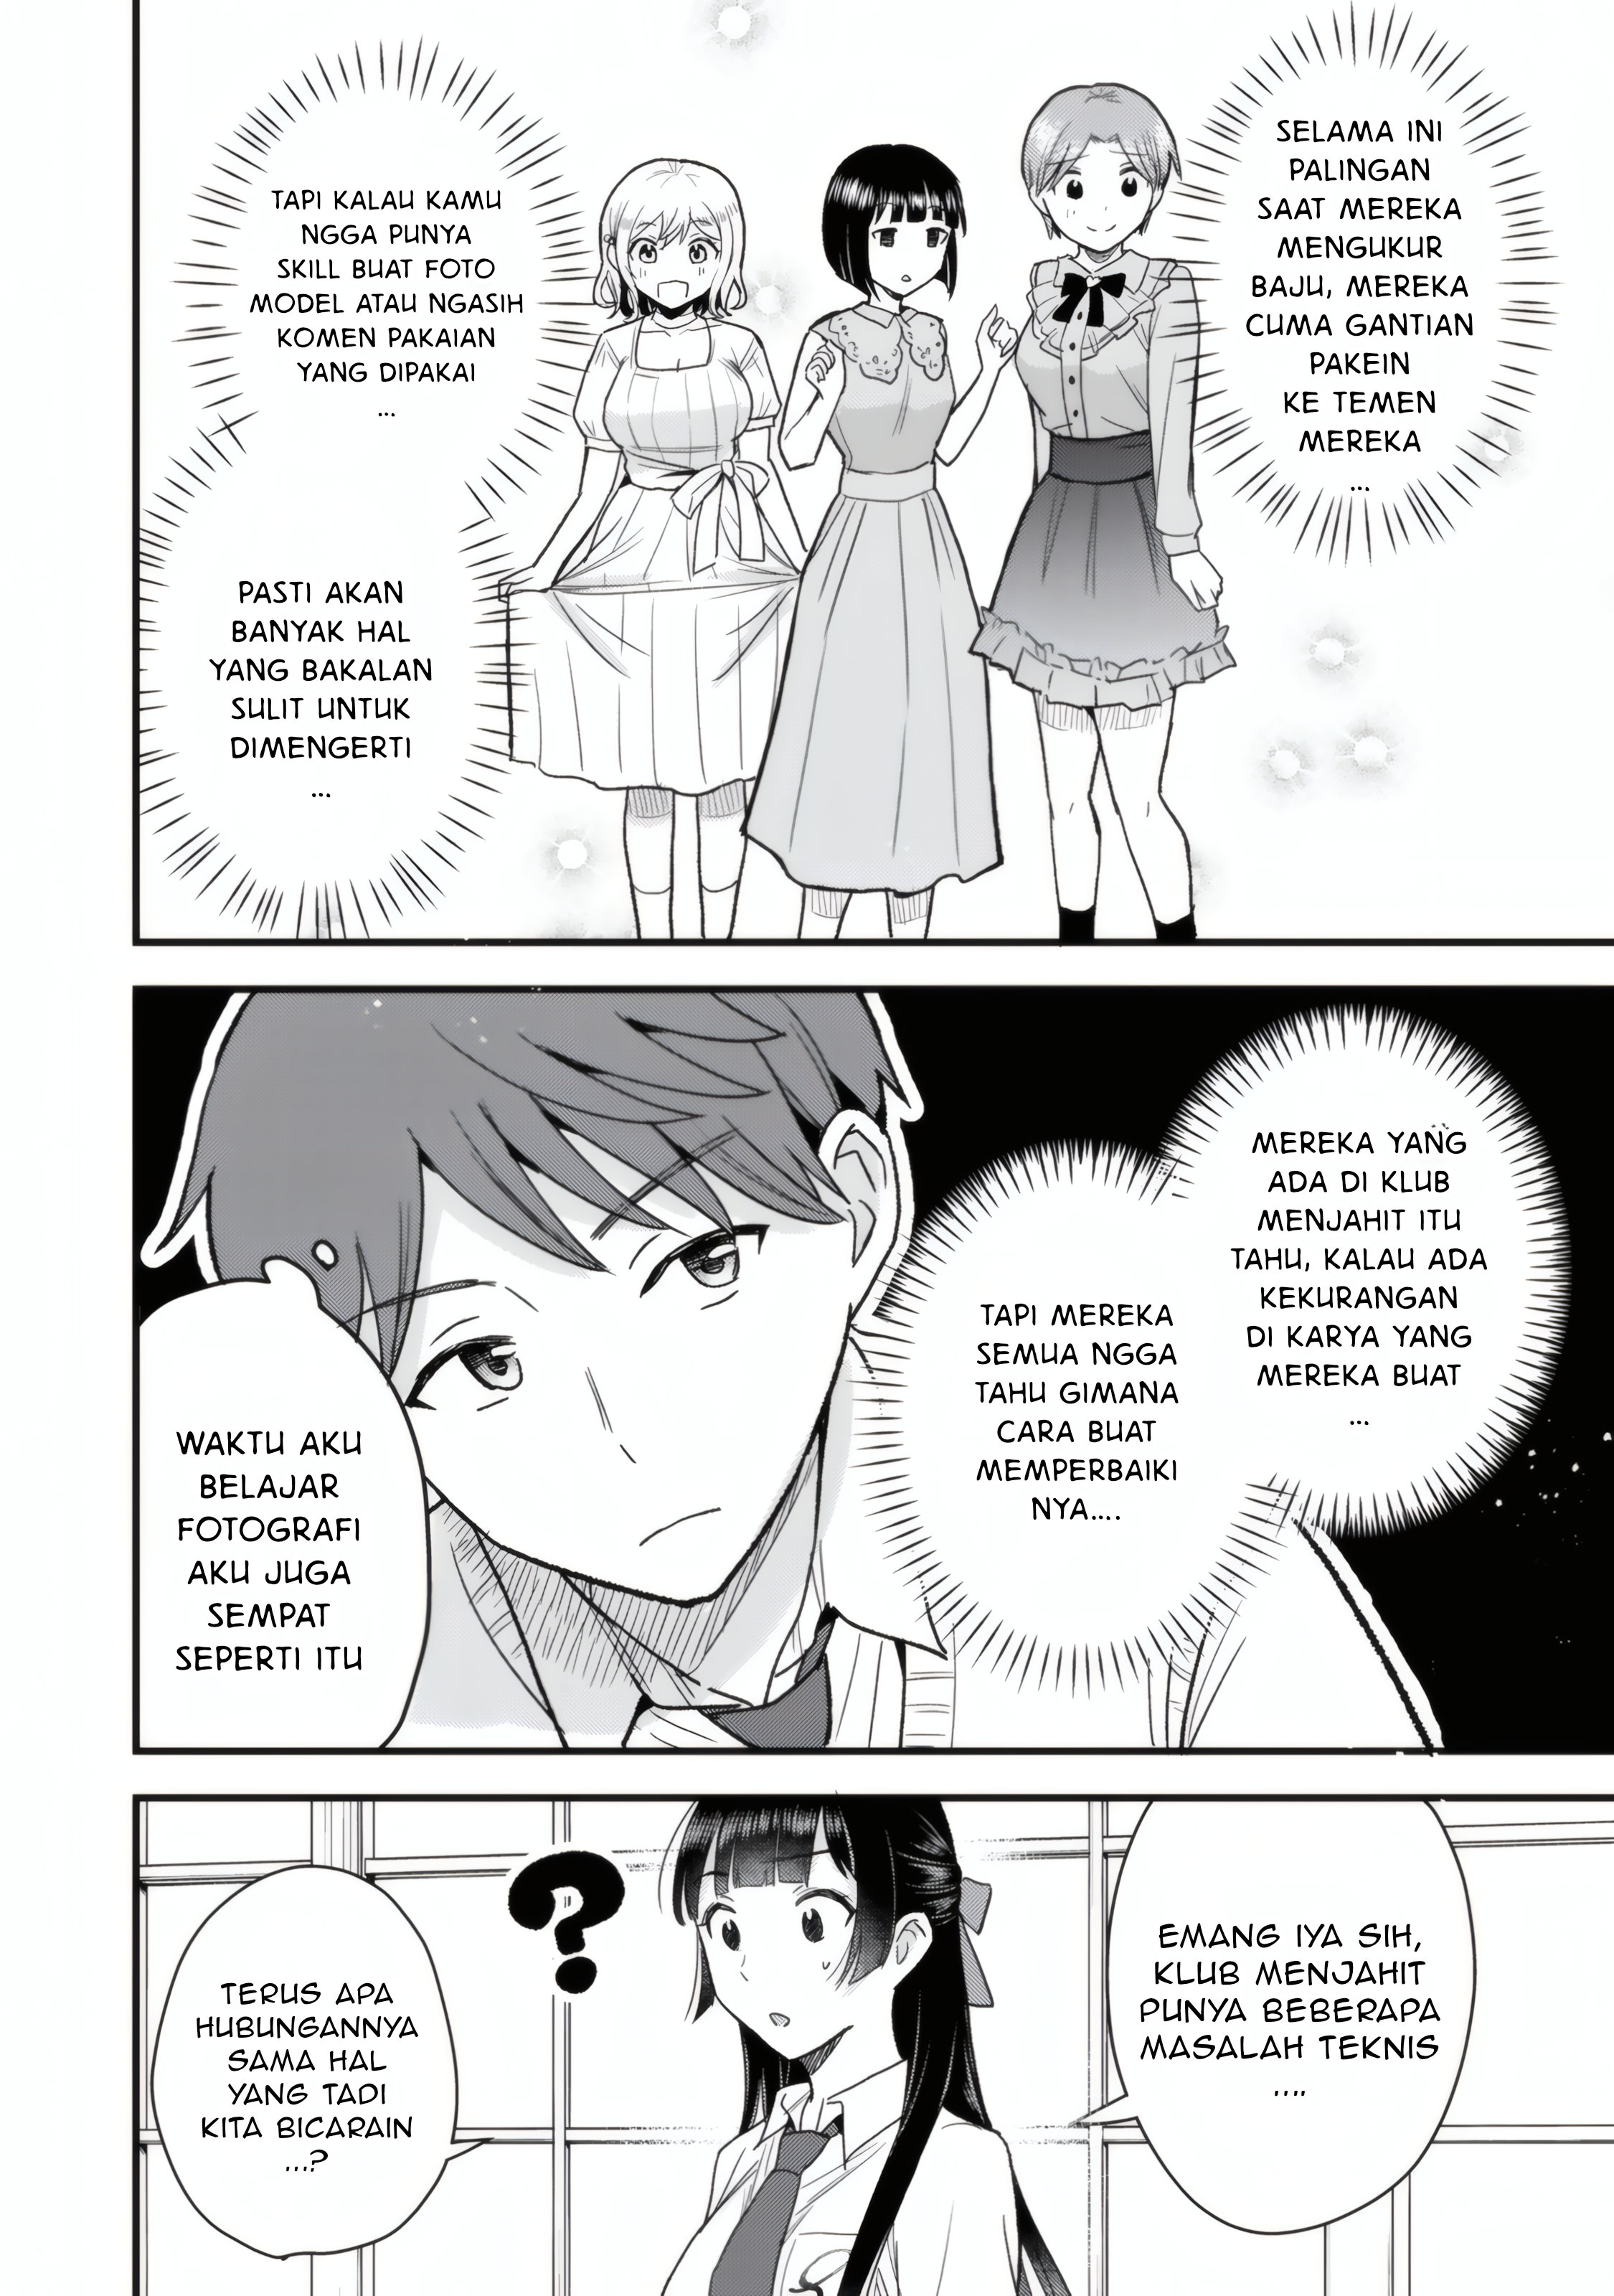 SELAMA INI
PALINGAN
SAAT MEREKA
MENGUKUR
BAJU, MEREKA
CUMA GANTIAN
PAKEIN
KE TEMEN
MEREKA
...
TAPI KALAU KAMU
NGGA PUNYA
SKILL BUAT FOTO
MODEL ATAU NGASIH
KOMEN PAKAIAN
YANG DIPAKAI
...
PASTI AKAN
BANYAK HAL
YANG BAKALAN
SULIT UNTUK
DIMENGERTI
...
MEREKA YANG
ADA DI KLUB
MENJAHIT ITU
TAHU, KALAU ADA
KEKURANGAN
DI KARYA YANG
MEREKA BUAT
...
TAPI MEREKA
SEMUA NGGA
TAHU GIMANA
CARA BUAT
MEMPERBAIKI
NYA....
WAKTU AKU
BELAJAR
FOTOGRAFI
AKU JUGA
SEMPAT
SEPERTI ITU
EMANG IYA SIH,
KLUB MENJAHIT
PUNYA BEBERAPA
MASALAH TEKNIS
....
?
TERUS APA
HUBUNGANNYA
SAMA HAL
YANG TADI
KITA BICARAIN
...?